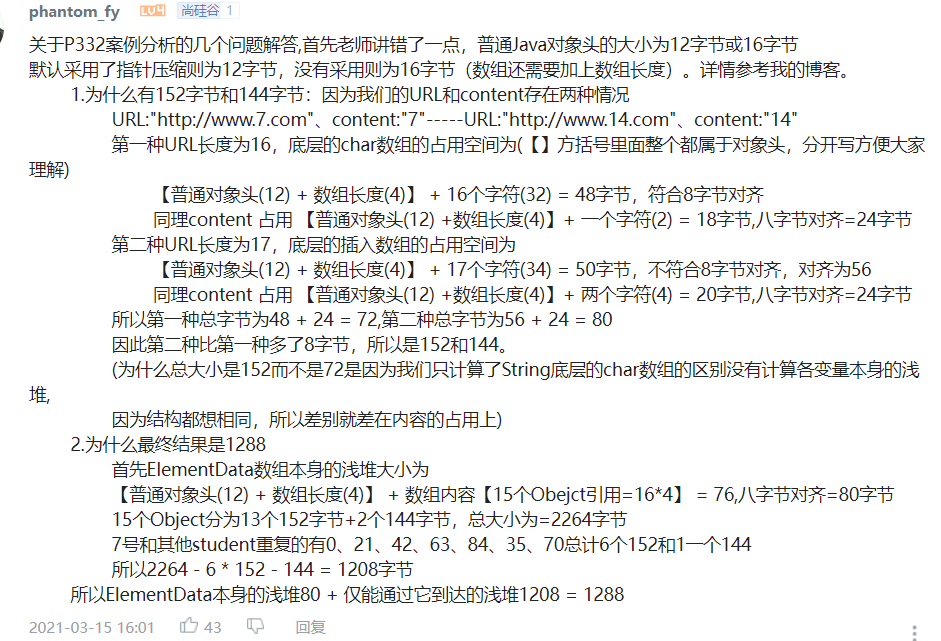 phantom_fy LV4 尚硅谷 1
关于P332案例分析的几个问题解答,首先老师讲错了一点，普通Java对象头的大小为12字节或16字节
默认采用了指针压缩则为12字节，没有采用则为16字节（数组还需要加上数组长度）。详情参考我的博客。
1.为什么有152字节和144字节：因为我们的URL和content存在两种情况
URL:"http://www.7.com"、content:"7"-----URL:"http://www.14.com"、content:"14"
第一种URL长度为16，底层的char数组的占用空间为(【】方括号里面整个都属于对象头，分开写方便大家
理解)
【普通对象头(12) + 数组长度(4)】 + 16个字符(32) = 48字节，符合8字节对齐
同理content 占用 【普通对象头(12) +数组长度(4)】+ 一个字符(2) = 18字节,八字节对齐=24字节
第二种URL长度为17，底层的插入数组的占用空间为
【普通对象头(12) + 数组长度(4)】 + 17个字符(34) = 50字节，不符合8字节对齐，对齐为56
同理content 占用 【普通对象头(12) +数组长度(4)】+ 两个字符(4) = 20字节,八字节对齐=24字节
所以第一种总字节为48 + 24 = 72,第二种总字节为56 + 24 = 80
因此第二种比第一种多了8字节，所以是152和144。
(为什么总大小是152而不是72是因为我们只计算了String底层的char数组的区别没有计算各变量本身的浅
堆,
因为结构都想相同，所以差别就差在内容的占用上)
2.为什么最终结果是1288
首先ElementData数组本身的浅堆大小为
【普通对象头(12) + 数组长度(4)】 + 数组内容【15个Obejct引用=16*4】 = 76,八字节对齐=80字节
15个Object分为13个152字节+2个144字节，总大小为=2264字节
7号和其他student重复的有0、21、42、63、84、35、70总计6个152和1一个144
所以2264 - 6 * 152 - 144 = 1208字节
所以ElementData本身的浅堆80 + 仅能通过它到达的浅堆1208 = 1288
2021-03-15 16:01 43 回复